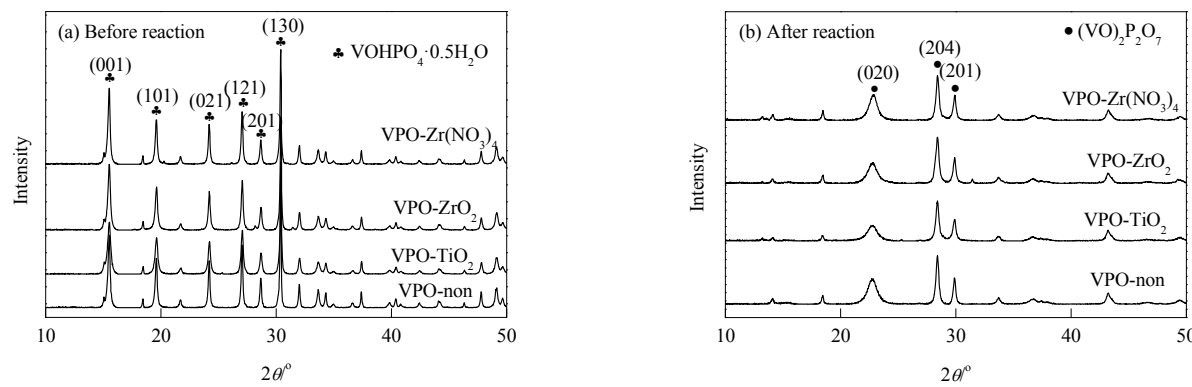 (a) Before reaction
♣ VOHPO₄·0.5H₂O
(001)
(101)
(021)
(121)
(201)
(130)
VPO-Zr(NO₃)₄
VPO-ZrO₂
VPO-TiO₂
VPO-non
Intensity
10 20 30 40 50
2θ/°
(b) After reaction
● (VO)₂P₂O₇
(020)
(204)
(201)
VPO-Zr(NO₃)₄
VPO-ZrO₂
VPO-TiO₂
VPO-non
Intensity
10 20 30 40 50
2θ/°